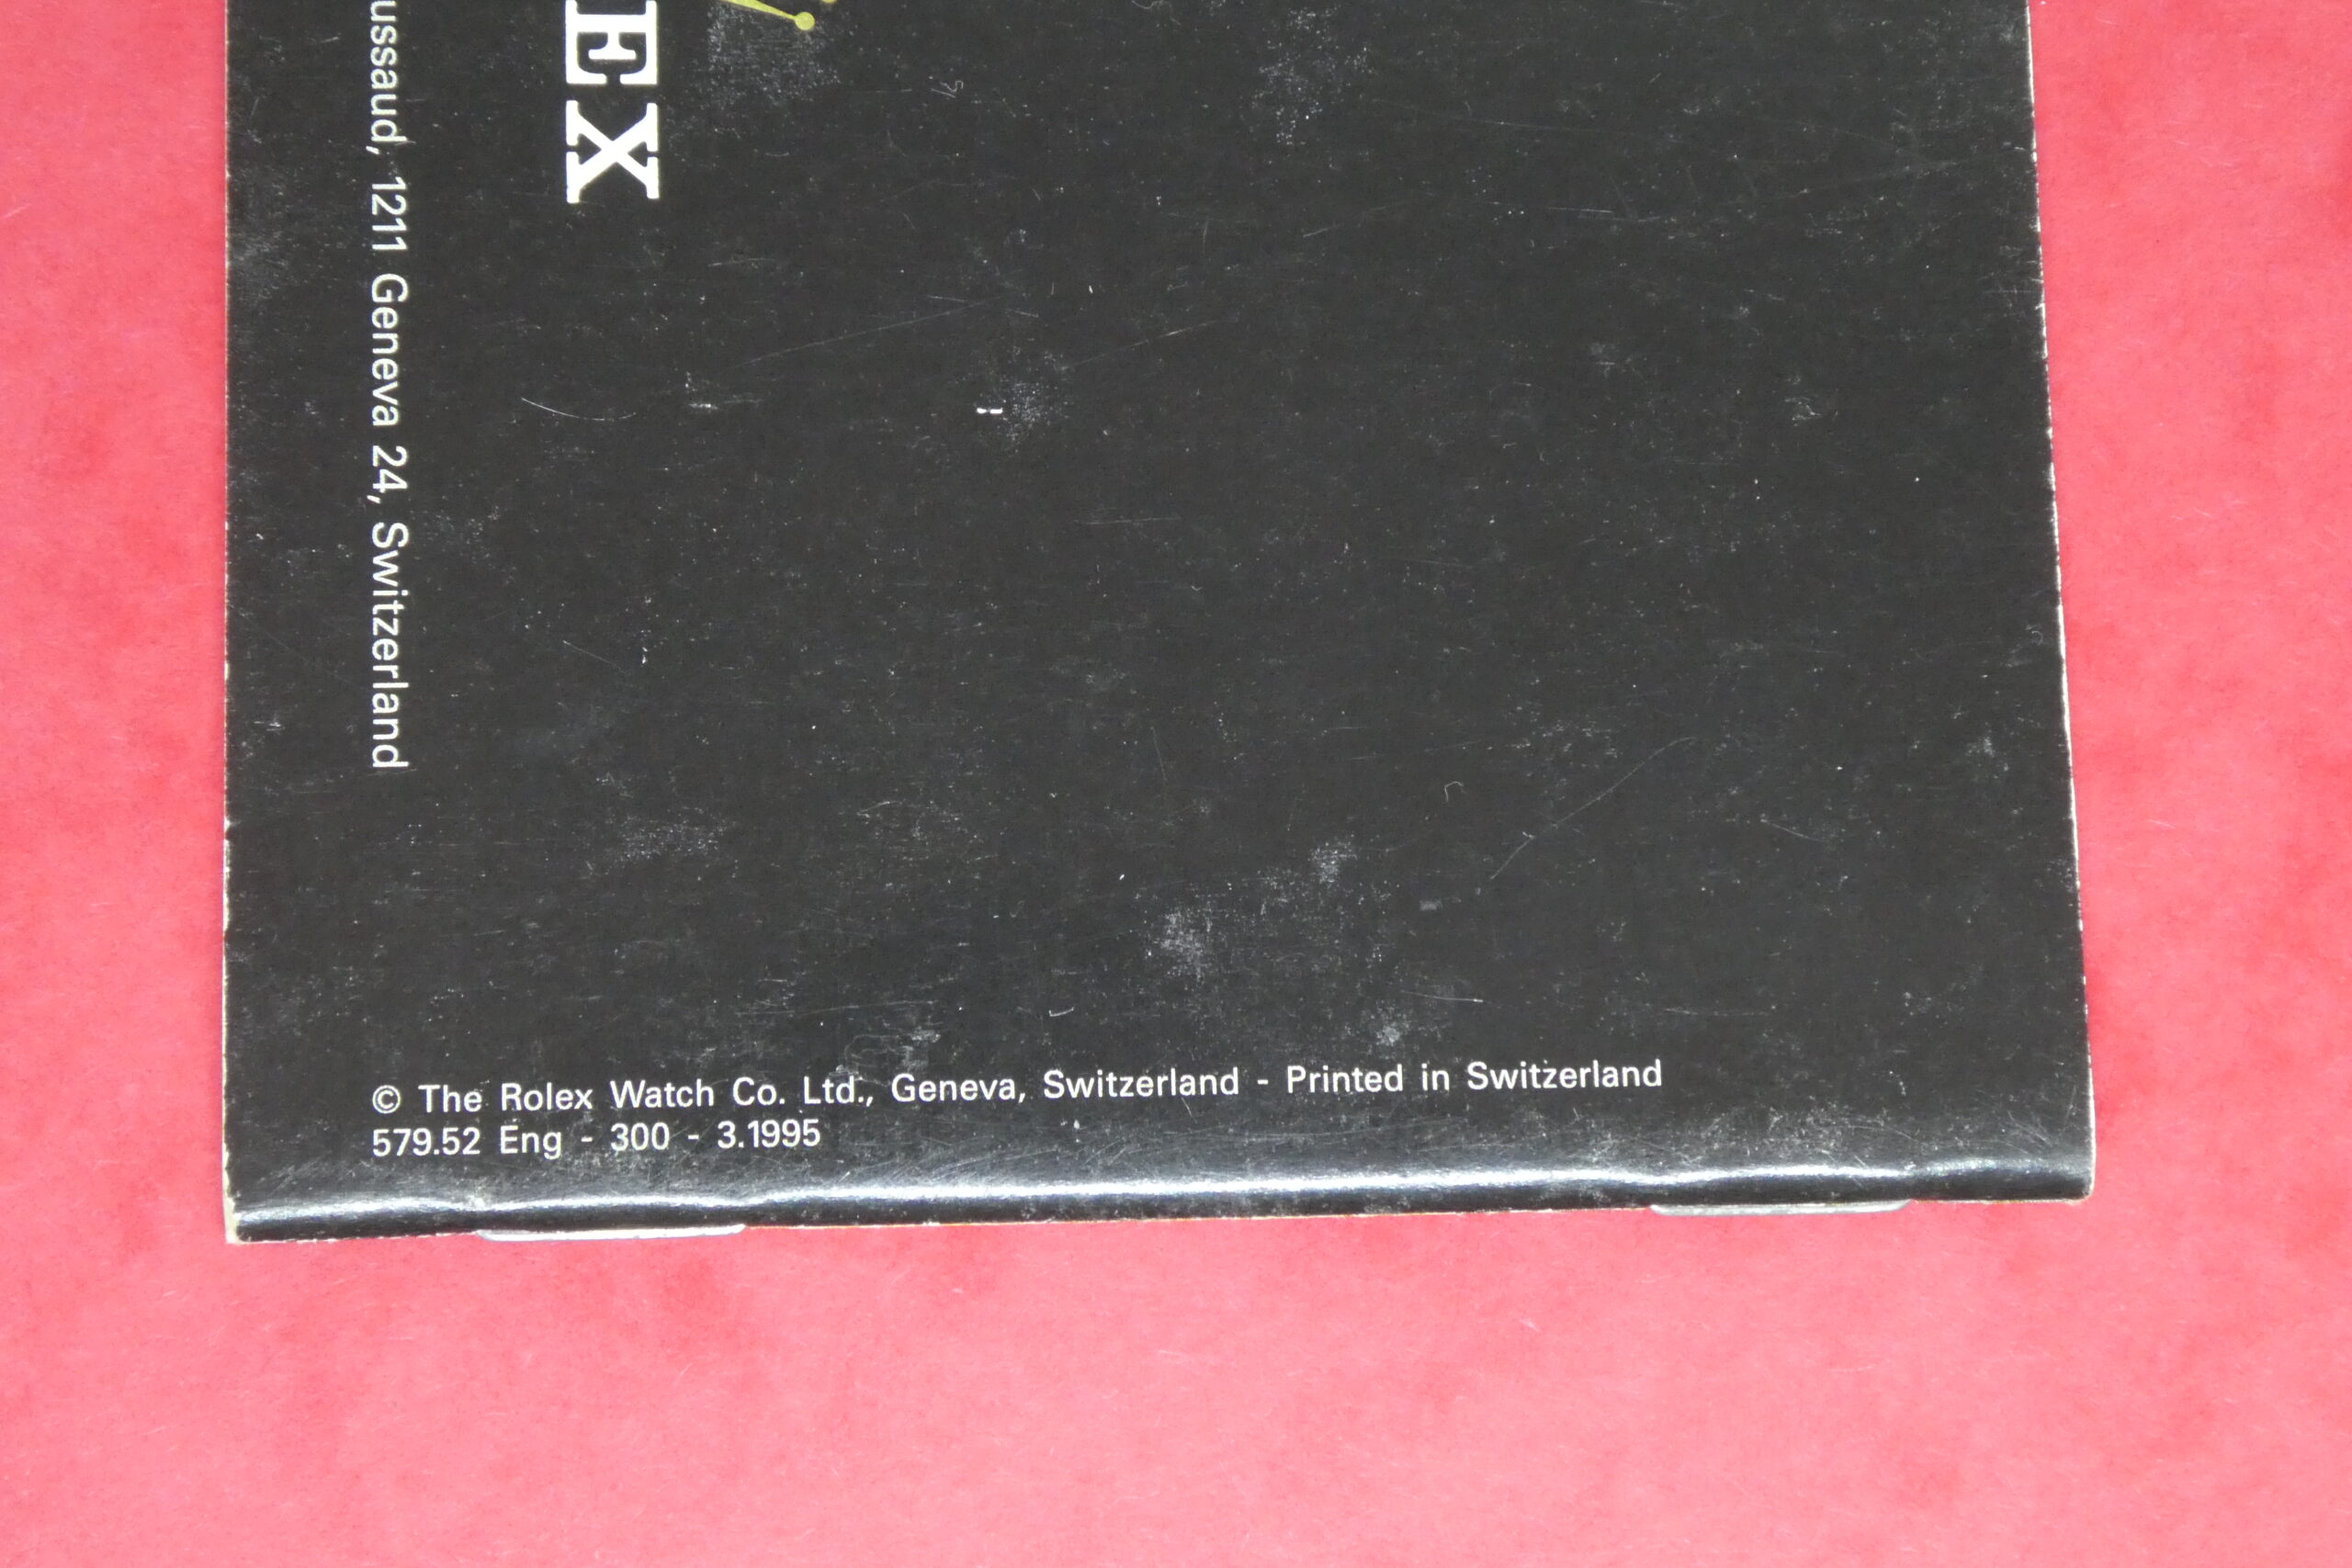 EX
ussaud, 1211 Geneva 24, Switzerland
© The Rolex Watch Co. Ltd., Geneva, Switzerland - Printed in Switzerland
579.52 Eng - 300 - 3.1995